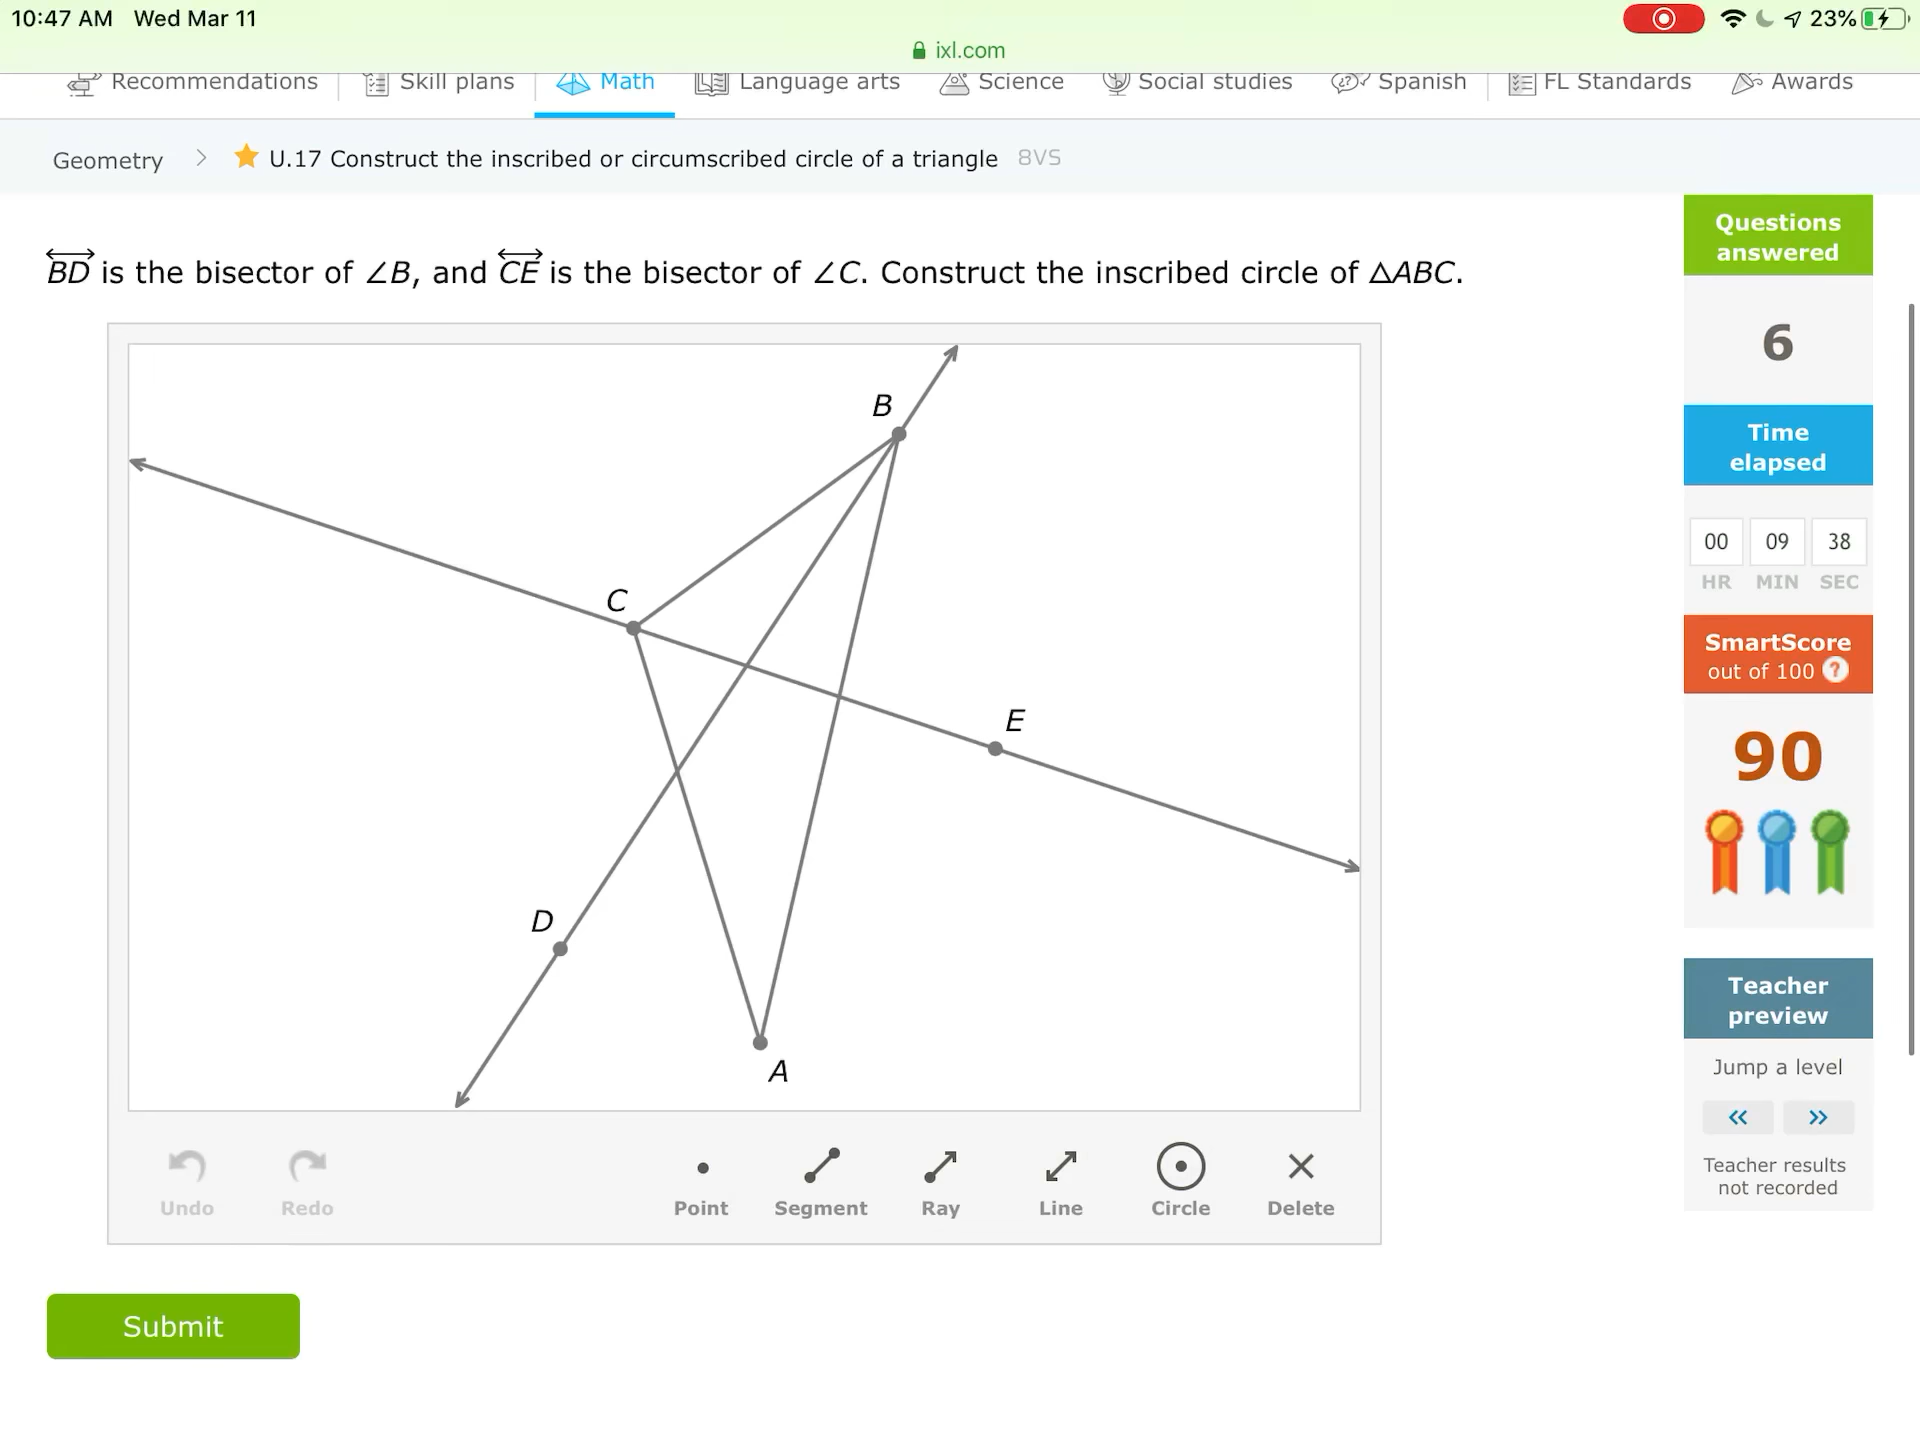 10:47 AM Wed Mar 11
23%
ixl.com
Recommendations Skill plans Math Language arts Science Social studies Spanish FL Standards Awards
Geometry > U.17 Construct the inscribed or circumscribed circle of a triangle 8VS
BD is the bisector of ∠B, and CE is the bisector of ∠C. Construct the inscribed circle of △ABC.
B
C
E
D
A
Undo Redo Point Segment Ray Line Circle Delete
Submit
Questions
answered
6
Time
elapsed
00 09 38
HR MIN SEC
SmartScore
out of 100 ?
90
Teacher
preview
Jump a level
Teacher results
not recorded